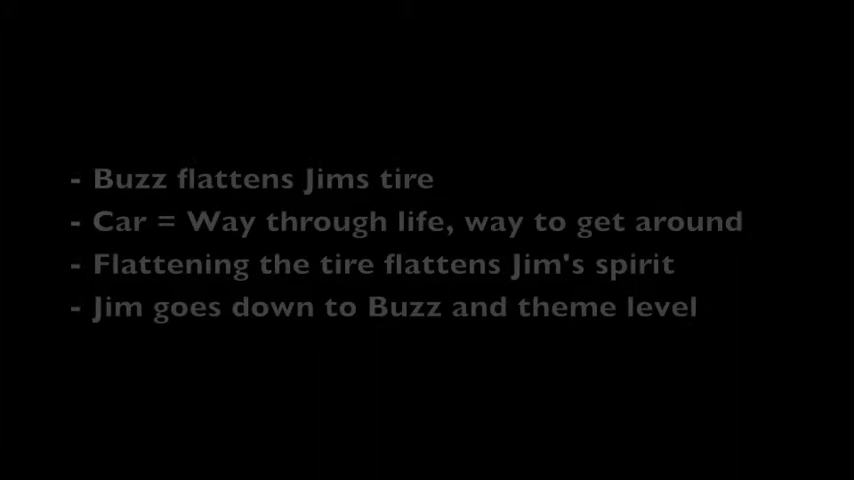 - Buzz flattens Jims tire
- Car = Way through life, way to get around
- Flattening the tire flattens Jim's spirit
- Jim goes down to Buzz and theme level